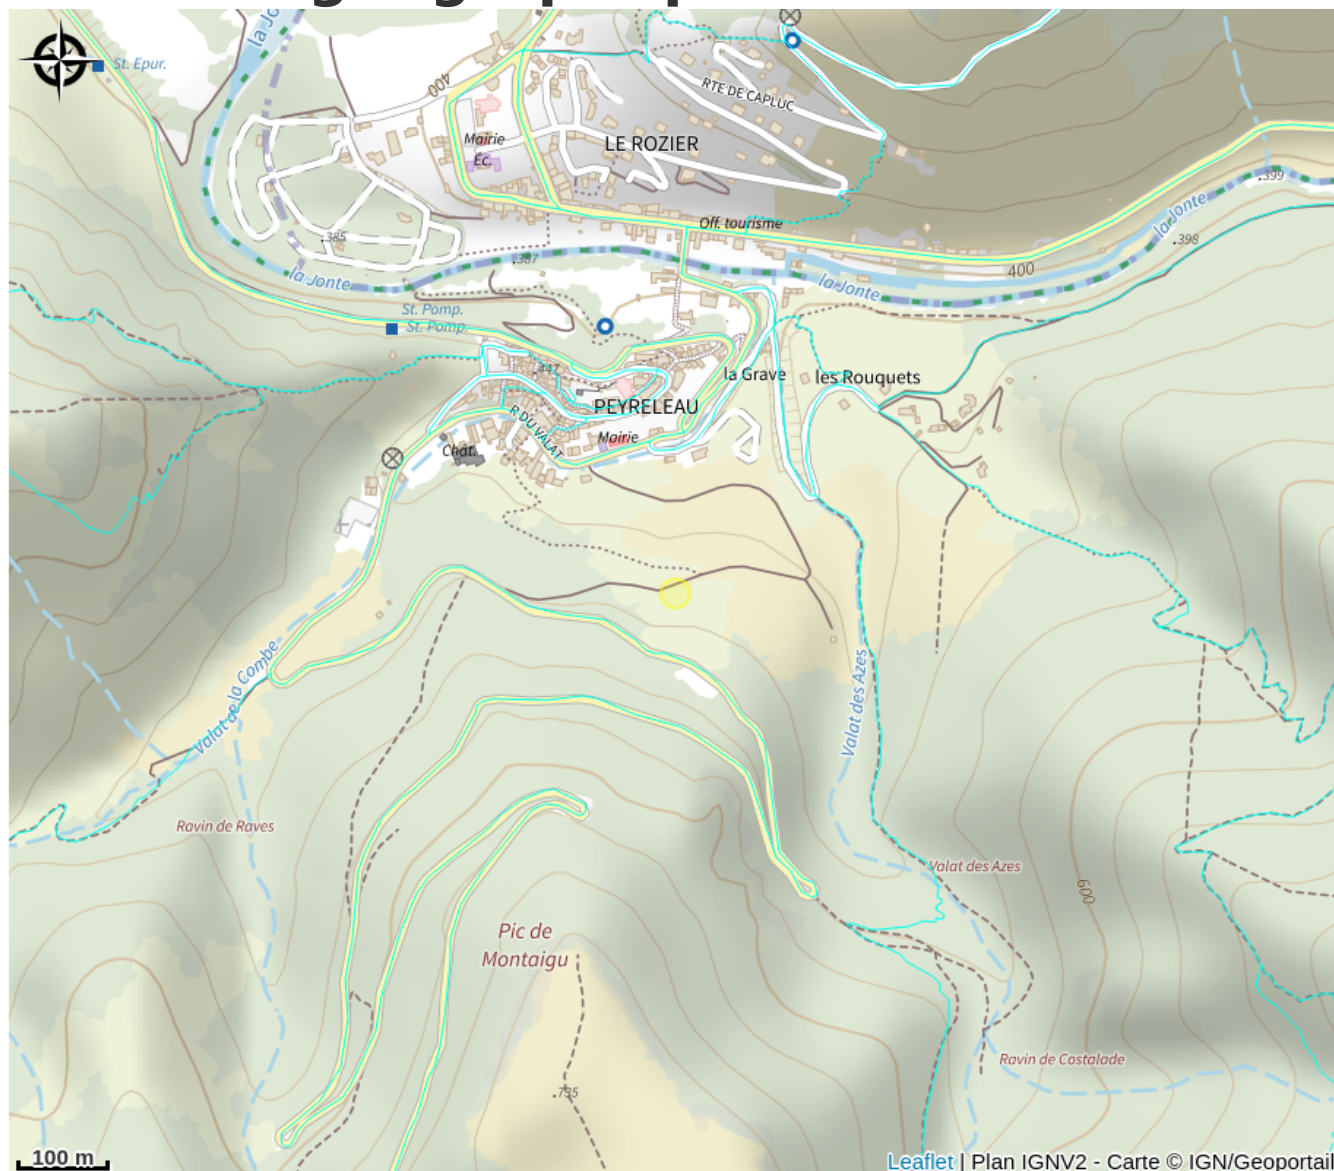 la Jo
St. Epur.
400
RTE DE CAPLUC
Mairie
Éc.
LE ROZIER
.399
la Jonte
Off. tourisme
.385
.398
.387
400
la Jonte
la Jonte
St. Pomp.
St. Pomp.
.447
la Grave
les Rouquets
PEYRELEAU
R DU VALAT
Mairie
Chât.
Valat de la Combe
Valat des Azes
Ravin de Raves
Valat des Azes
600
Pic de
Montaigu
Ravin de Costalade
.735
100 m
Leaflet | Plan IGNV2 - Carte © IGN/Geoportail